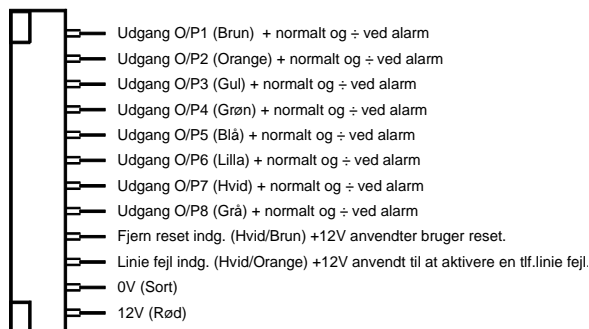 Udgang O/P1 (Brun) + normalt og ÷ ved alarm
Udgang O/P2 (Orange) + normalt og ÷ ved alarm
Udgang O/P3 (Gul) + normalt og ÷ ved alarm
Udgang O/P4 (Grøn) + normalt og ÷ ved alarm
Udgang O/P5 (Blå) + normalt og ÷ ved alarm
Udgang O/P6 (Lilla) + normalt og ÷ ved alarm
Udgang O/P7 (Hvid) + normalt og ÷ ved alarm
Udgang O/P8 (Grå) + normalt og ÷ ved alarm
Fjern reset indg. (Hvid/Brun) +12V anvendter bruger reset.
Linie fejl indg. (Hvid/Orange) +12V anvendt til at aktivere en tlf.linie fejl.
0V (Sort)
12V (Rød)